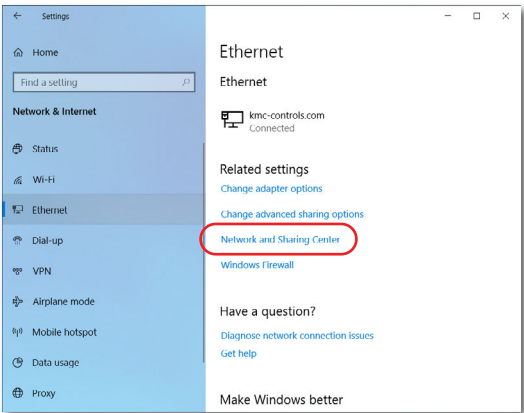 Settings
Home
Find a setting
Network & Internet
Status
Wi-Fi
Ethernet
Dial-up
VPN
Airplane mode
Mobile hotspot
Data usage
Proxy
Ethernet
Ethernet
kmc-controls.com
Connected
Related settings
Change adapter options
Change advanced sharing options
Network and Sharing Center
Windows Firewall
Have a question?
Diagnose network connection issues
Get help
Make Windows better